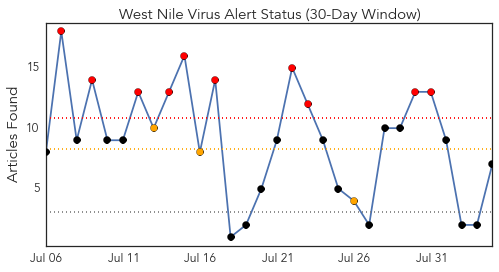 West Nile Virus Alert Status (30-Day Window)
Articles Found
15
10
5
Jul 06
Jul 11
Jul 16
Jul 21
Jul 26
Jul 31